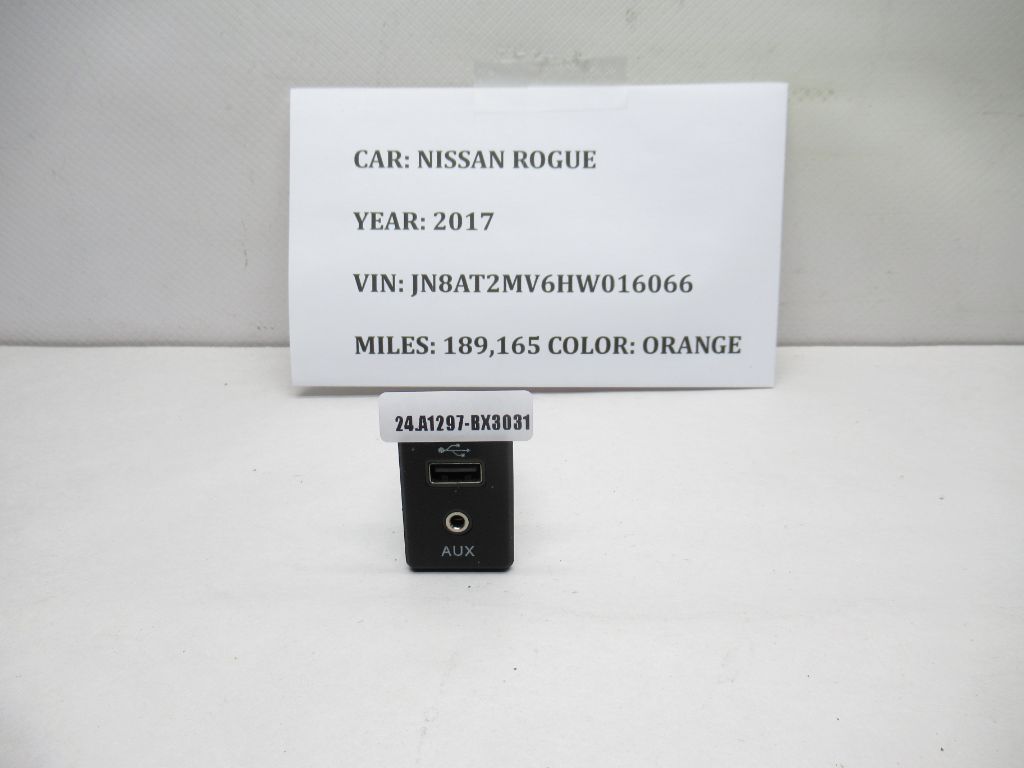 CAR: NISSAN ROGUE
YEAR: 2017
VIN: JN8AT2MV6HW016066
MILES: 189,165 COLOR: ORANGE
24.A1297-BX3031
AUX